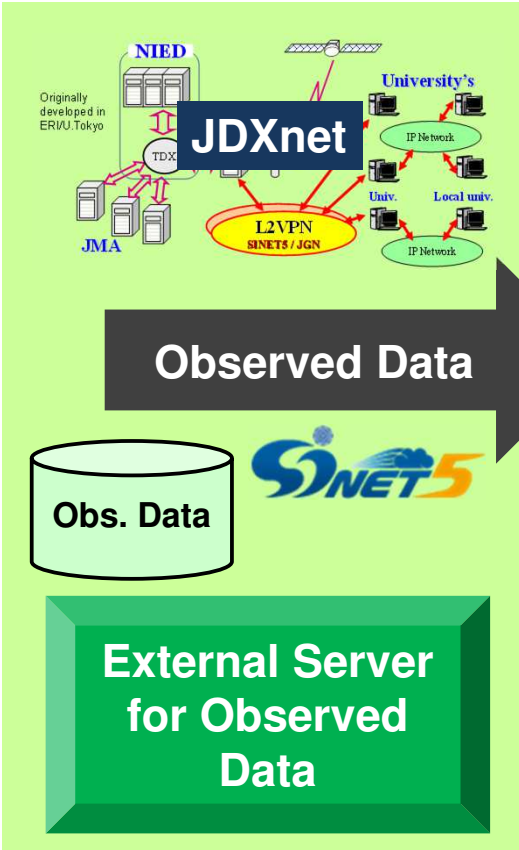 NIED
Originally
developed in
ERI/U.Tokyo
University's
JDXnet
TDX
IP Network
Univ.
Local univ.
L2VPN
SINET5 / JGN
JMA
IP Network
Observed Data
SINET5
Obs. Data
External Server
for Observed
Data